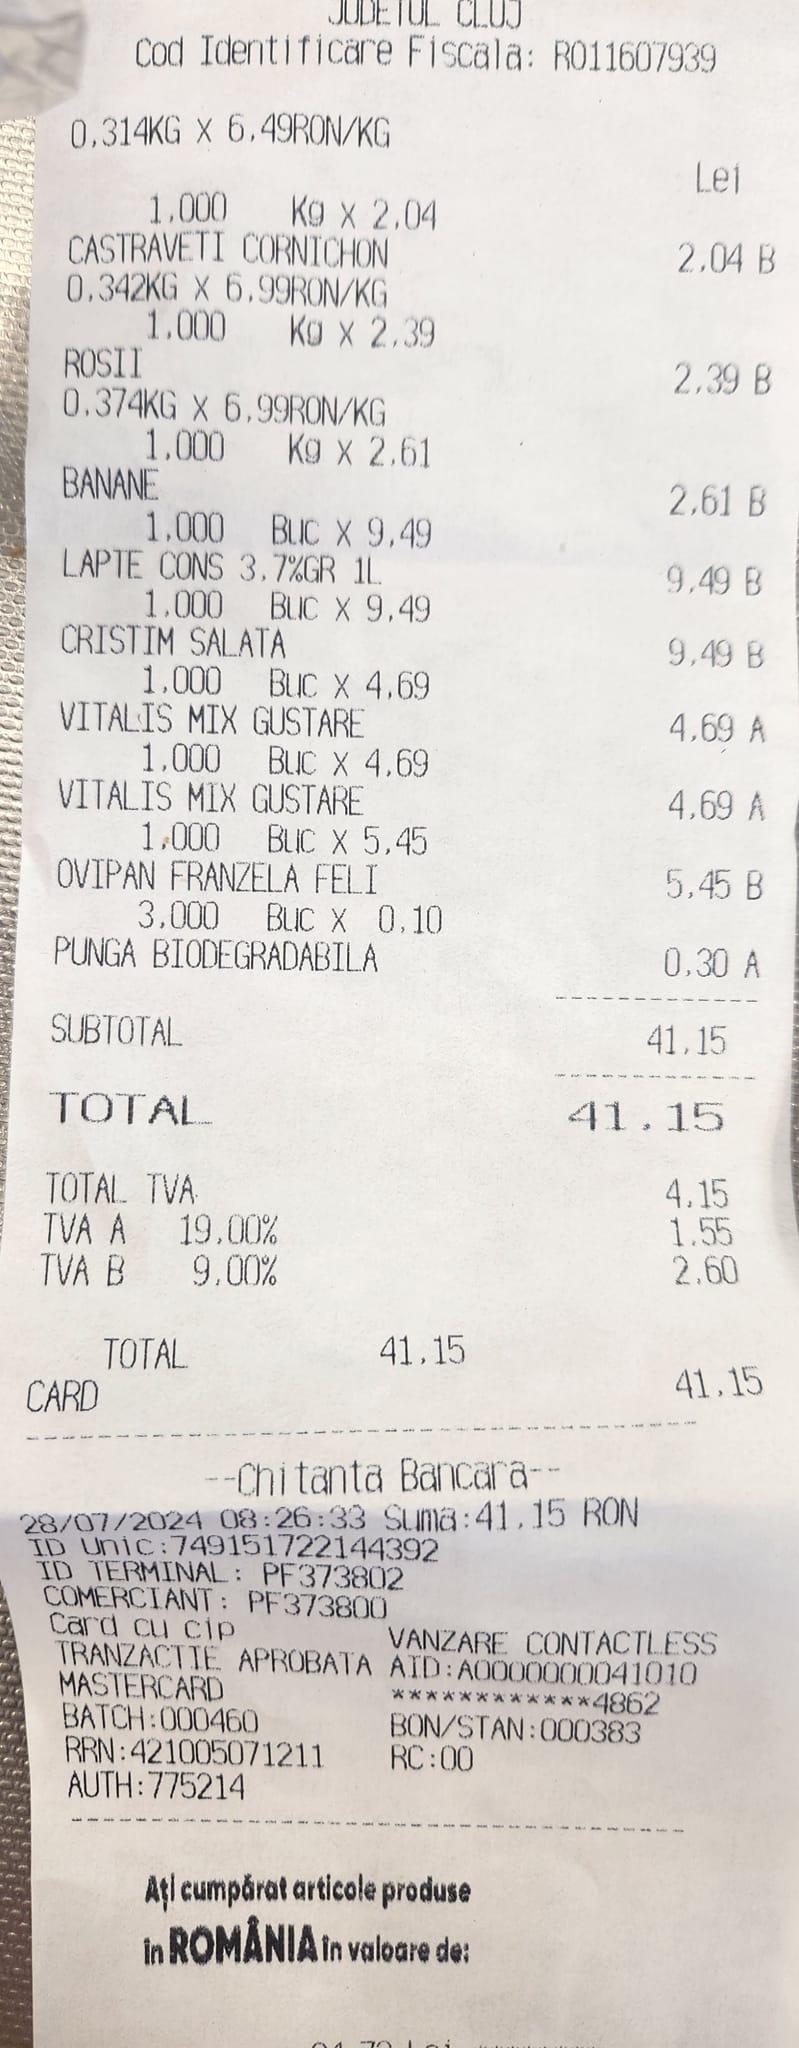 JUDETUL CLUJ
Cod Identificare Fiscala: RO11607939
0,314KG X 6,49RON/KG
Lei
1,000 Kg X 2,04
CASTRAVETI CORNICHON 2,04 B
0,342KG X 6,99RON/KG
1,000 Kg X 2,39
ROSII 2,39 B
0,374KG X 6,99RON/KG
1,000 Kg X 2,61
BANANE 2,61 B
1,000 BUC X 9,49
LAPTE CONS 3,7%GR 1L 9,49 B
1,000 BUC X 9,49
CRISTIM SALATA 9,49 B
1,000 BUC X 4,69
VITALIS MIX GUSTARE 4,69 A
1,000 BUC X 4,69
VITALIS MIX GUSTARE 4,69 A
1,000 BUC X 5,45
OVIPAN FRANZELA FELI 5,45 B
3,000 BUC X 0,10
PUNGA BIODEGRADABILA 0,30 A
SUBTOTAL 41,15
TOTAL 41,15
TOTAL TVA 4,15
TVA A 19,00% 1,55
TVA B 9,00% 2,60
TOTAL 41,15
CARD 41,15
--Chitanta Bancara--
28/07/2024 08:26:33 Suma:41,15 RON
ID Unic:749151722144392
ID TERMINAL: PF373802
COMERCIANT: PF373800
Card cu cip VANZARE CONTACTLESS
TRANZACTIE APROBATA AID:A0000000041010
MASTERCARD ************4862
BATCH:000460 BON/STAN:000383
RRN:421005071211 RC:00
AUTH:775214
Ați cumpărat articole produse
în ROMÂNIA în valoare de: